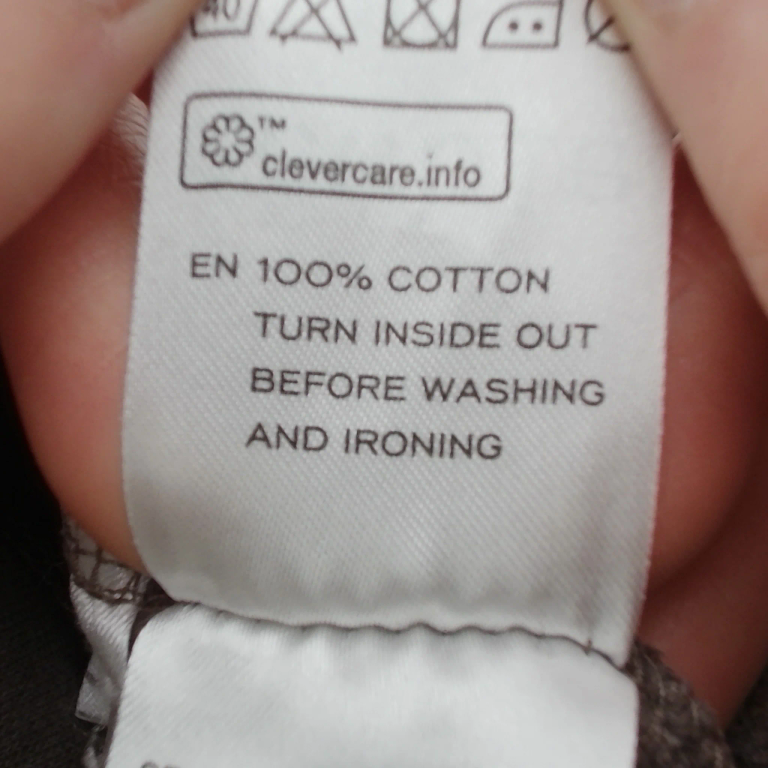 40
™
clevercare.info
EN 100% COTTON
TURN INSIDE OUT
BEFORE WASHING
AND IRONING